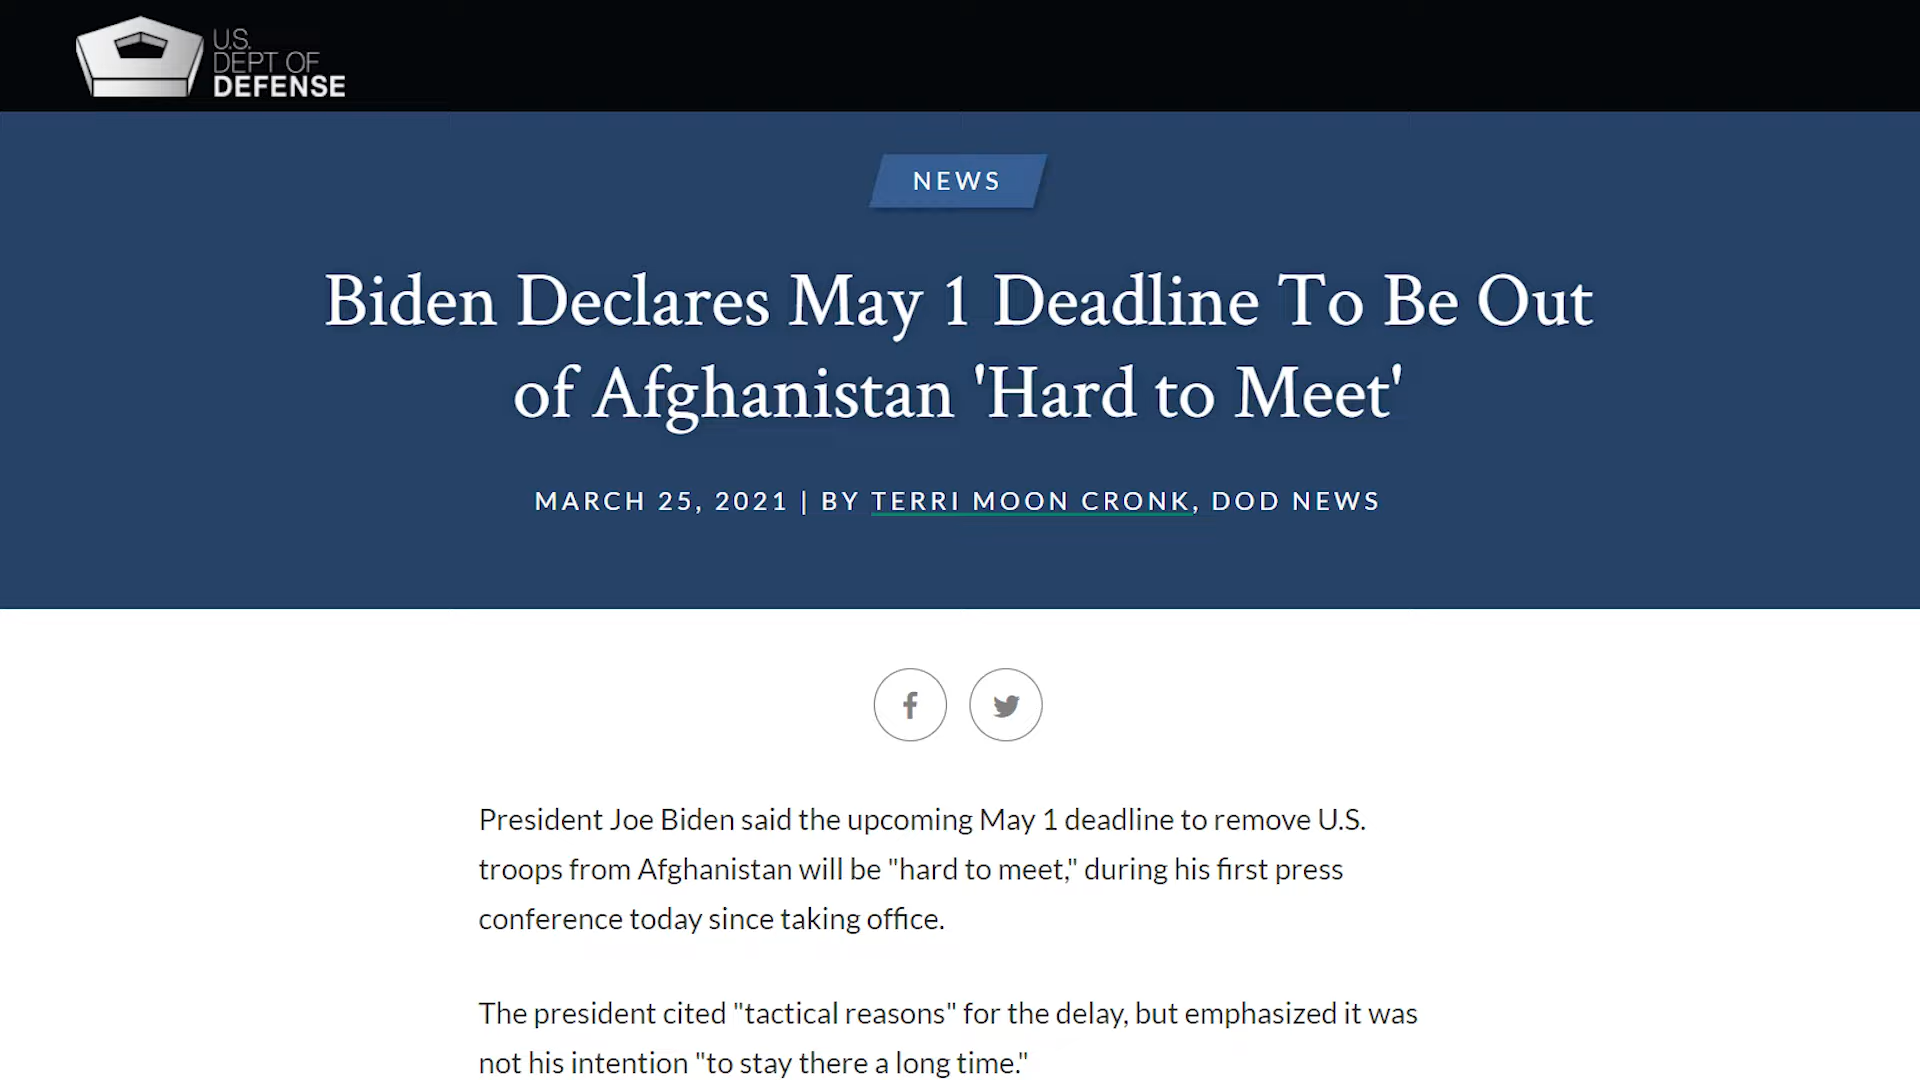 U.S.
DEPT OF
DEFENSE
NEWS
Biden Declares May 1 Deadline To Be Out
of Afghanistan 'Hard to Meet'
MARCH 25, 2021 | BY TERRI MOON CRONK, DOD NEWS
President Joe Biden said the upcoming May 1 deadline to remove U.S.
troops from Afghanistan will be "hard to meet," during his first press
conference today since taking office.
The president cited "tactical reasons" for the delay, but emphasized it was
not his intention "to stay there a long time."